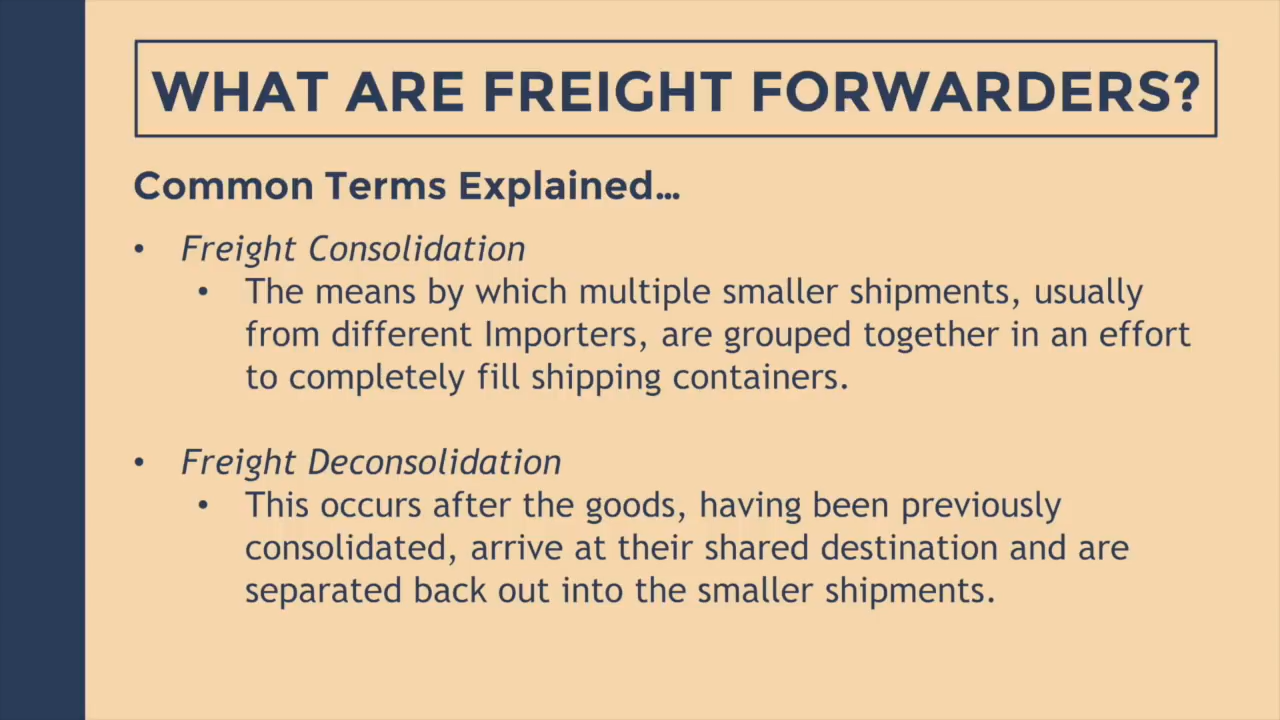 WHAT ARE FREIGHT FORWARDERS?
Common Terms Explained…
• Freight Consolidation
• The means by which multiple smaller shipments, usually
from different Importers, are grouped together in an effort
to completely fill shipping containers.
• Freight Deconsolidation
• This occurs after the goods, having been previously
consolidated, arrive at their shared destination and are
separated back out into the smaller shipments.